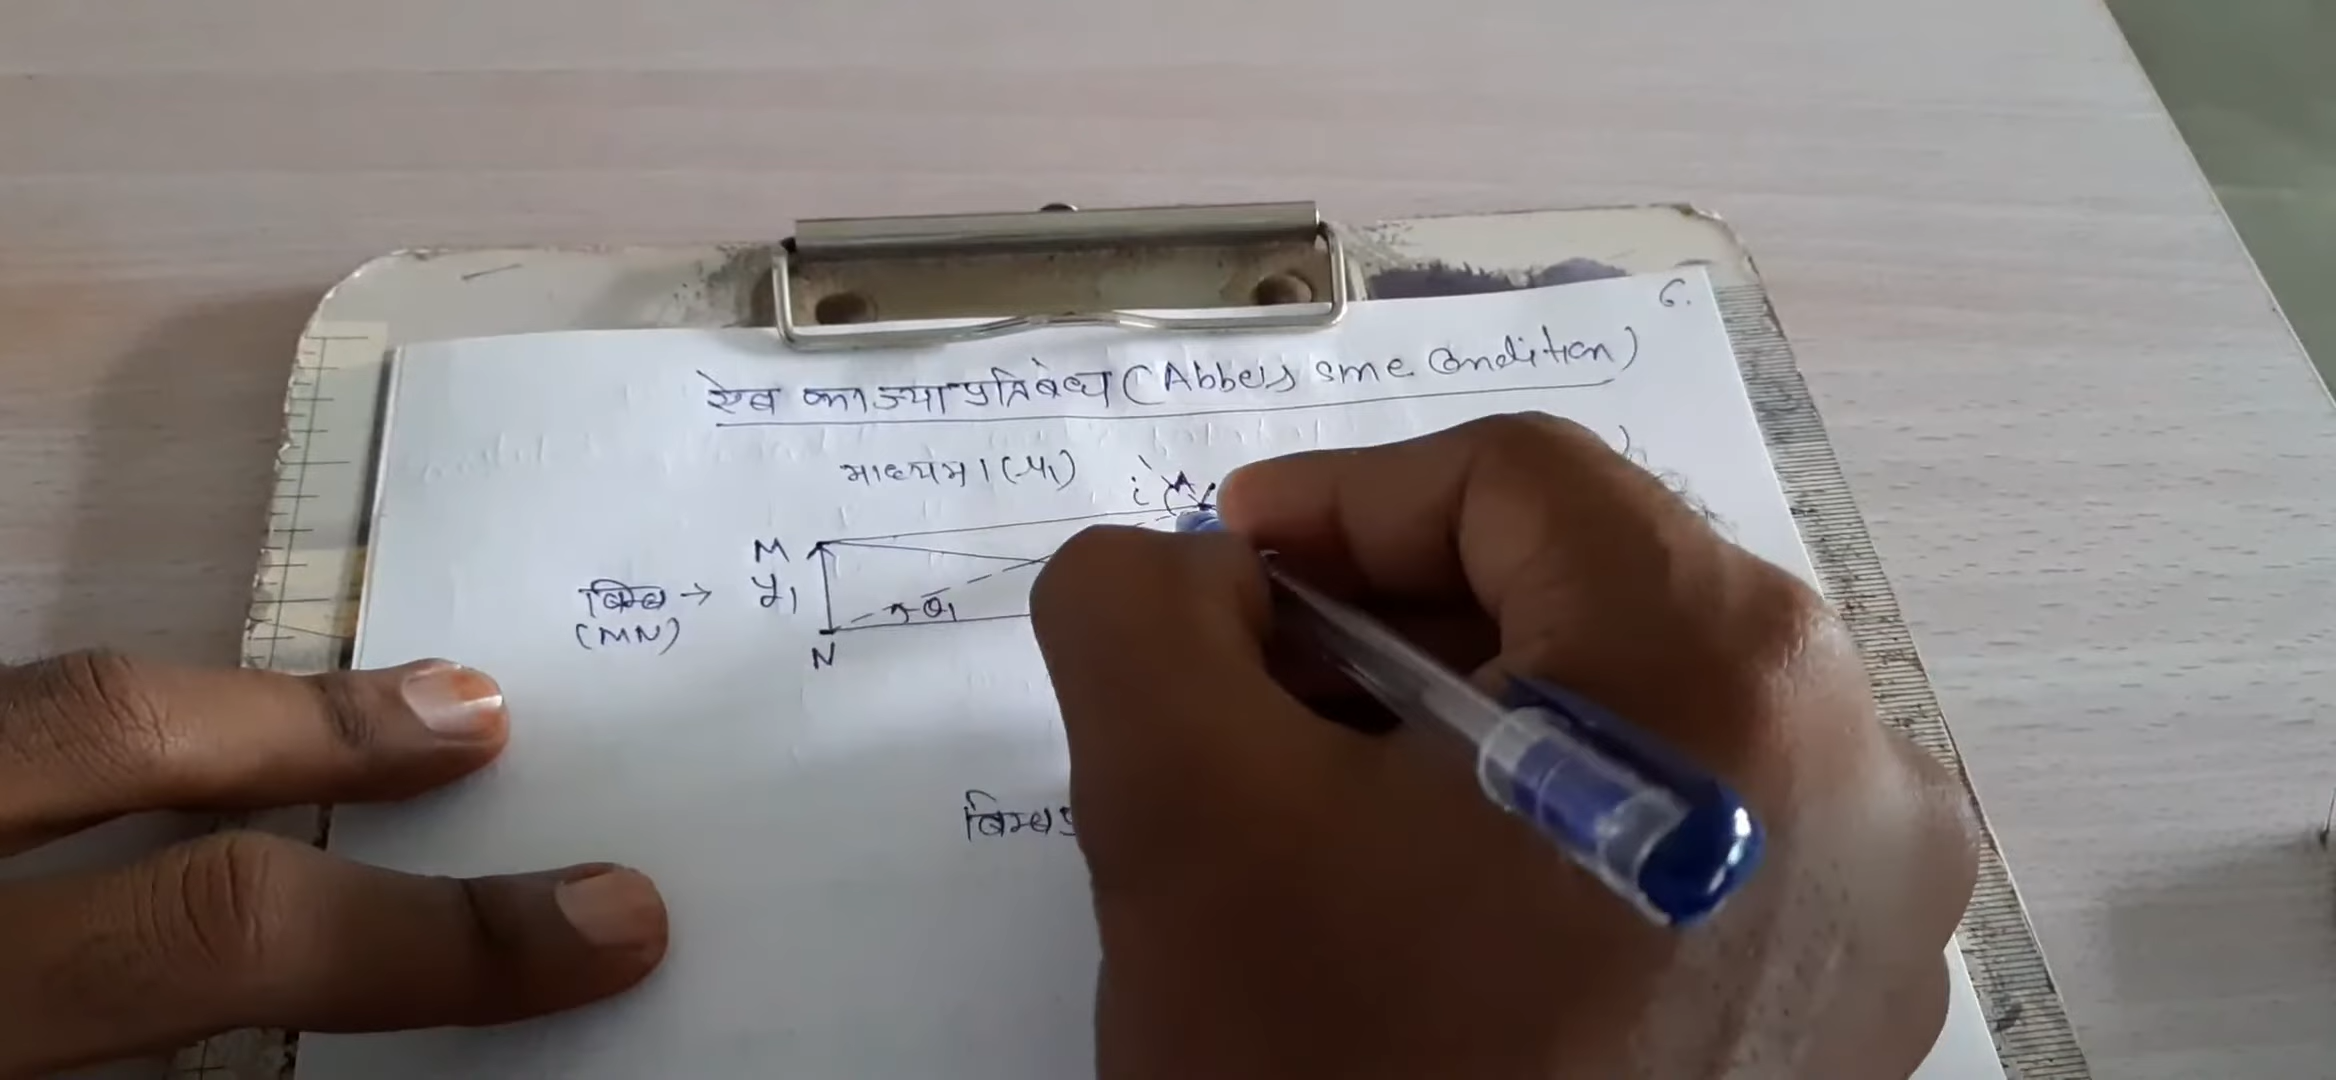 6.
ऐब का ज्या प्रतिबंध (Abbe's sine Condition)
माध्यम 1 (μ₁)
i
M
y₁
बिम्ब →
(MN)
θ₁
N
बिम्ब